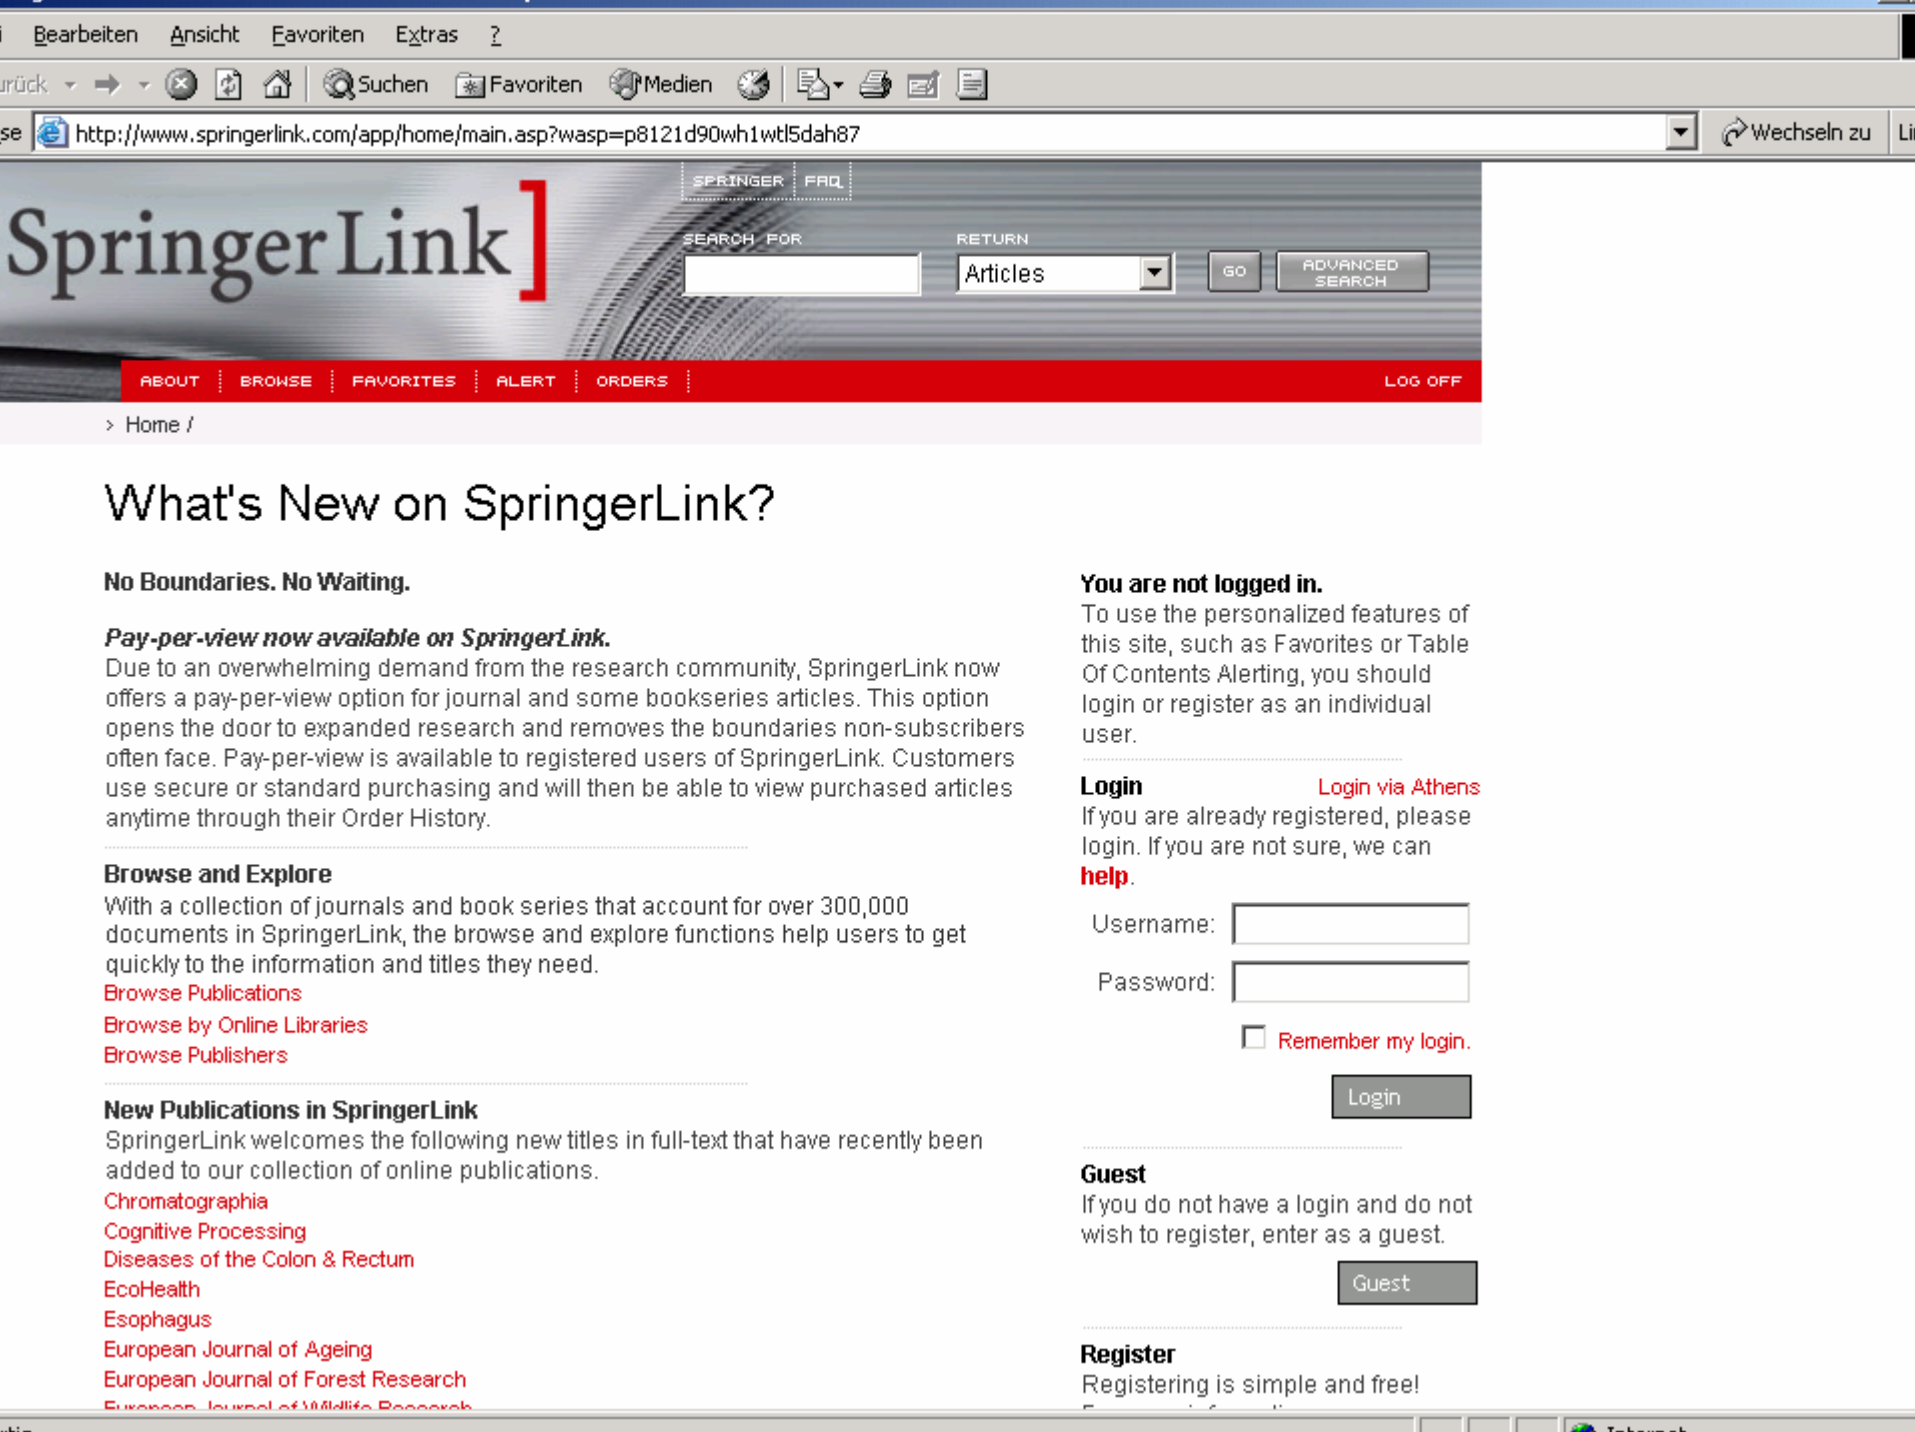 Bearbeiten Ansicht Favoriten Extras ?
Suchen Favoriten Medien
http://www.springerlink.com/app/home/main.asp?wasp=p8121d90wh1wtl5dah87 Wechseln zu
SPRINGER FAQ
SpringerLink]
SEARCH FOR RETURN
Articles GO ADVANCED SEARCH
ABOUT BROWSE FAVORITES ALERT ORDERS LOG OFF
> Home /
What's New on SpringerLink?
No Boundaries. No Waiting.
Pay-per-view now available on SpringerLink.
Due to an overwhelming demand from the research community, SpringerLink now
offers a pay-per-view option for journal and some bookseries articles. This option
opens the door to expanded research and removes the boundaries non-subscribers
often face. Pay-per-view is available to registered users of SpringerLink. Customers
use secure or standard purchasing and will then be able to view purchased articles
anytime through their Order History.
Browse and Explore
With a collection of journals and book series that account for over 300,000
documents in SpringerLink, the browse and explore functions help users to get
quickly to the information and titles they need.
Browse Publications
Browse by Online Libraries
Browse Publishers
New Publications in SpringerLink
SpringerLink welcomes the following new titles in full-text that have recently been
added to our collection of online publications.
Chromatographia
Cognitive Processing
Diseases of the Colon & Rectum
EcoHealth
Esophagus
European Journal of Ageing
European Journal of Forest Research
European Journal of Wildlife Research
You are not logged in.
To use the personalized features of
this site, such as Favorites or Table
Of Contents Alerting, you should
login or register as an individual
user.
Login Login via Athens
If you are already registered, please
login. If you are not sure, we can
help.
Username:
Password:
Remember my login.
Login
Guest
If you do not have a login and do not
wish to register, enter as a guest.
Guest
Register
Registering is simple and free!
Internet